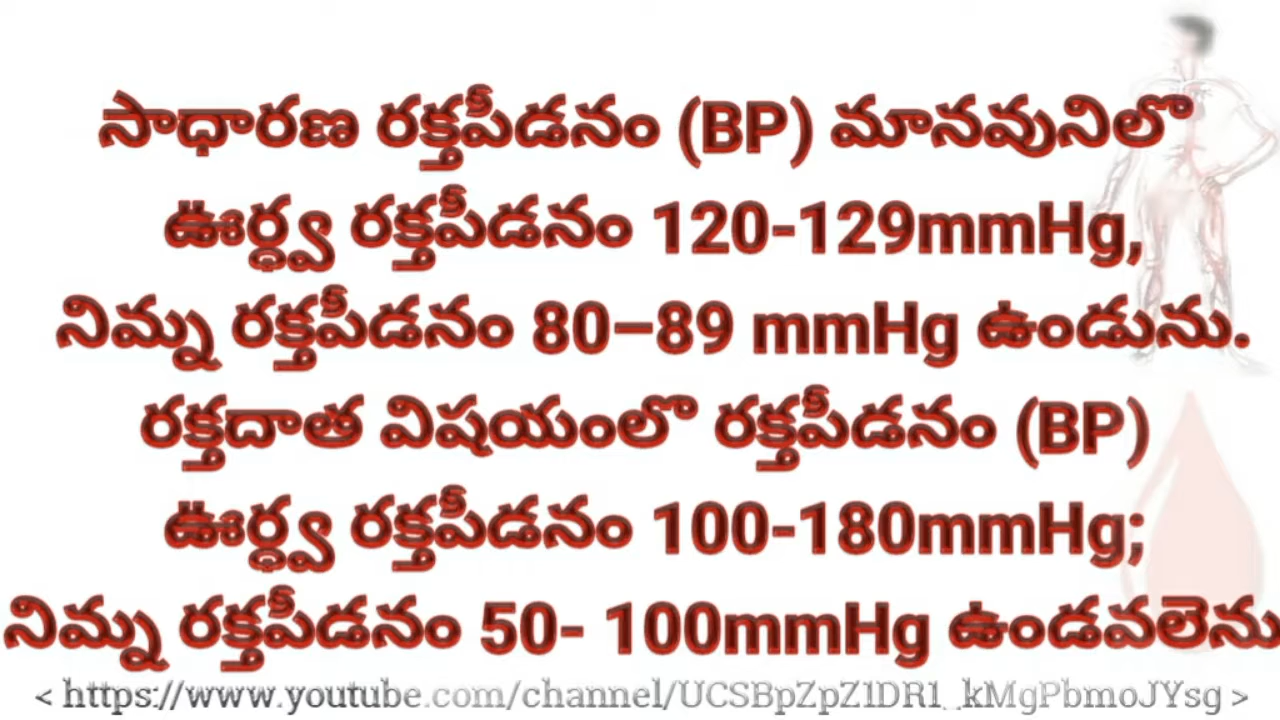 సాధారణ రక్తపీడనం (BP) మానవునిలొ
ఊర్ధ్వ రక్తపీడనం 120-129mmHg,
నిమ్న రక్తపీడనం 80–89 mmHg ఉండును.
రక్తదాత విషయంలొ రక్తపీడనం (BP)
ఊర్ధ్వ రక్తపీడనం 100-180mmHg;
నిమ్న రక్తపీడనం 50- 100mmHg ఉండవలెను
< https://www.youtube.com/channel/UCSBpZpZ1DR1_kMgPbmoJYsg >